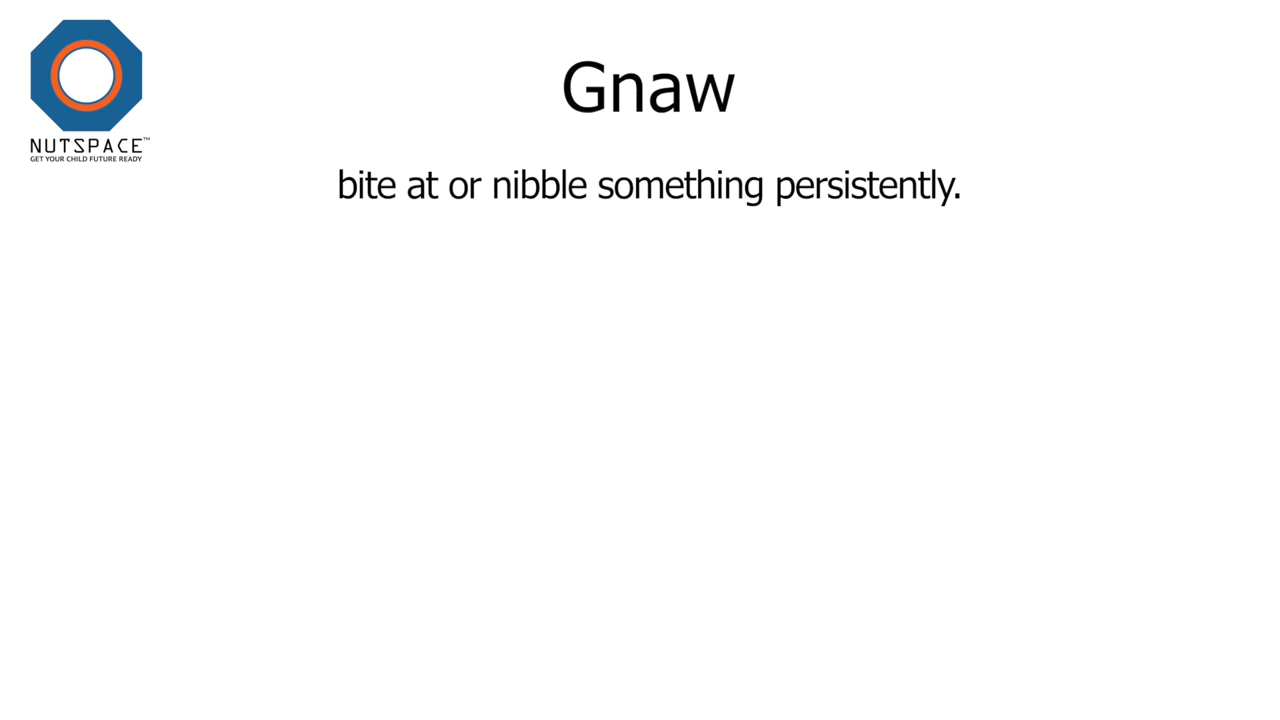 Gnaw
NUTSPACE™
GET YOUR CHILD FUTURE READY
bite at or nibble something persistently.